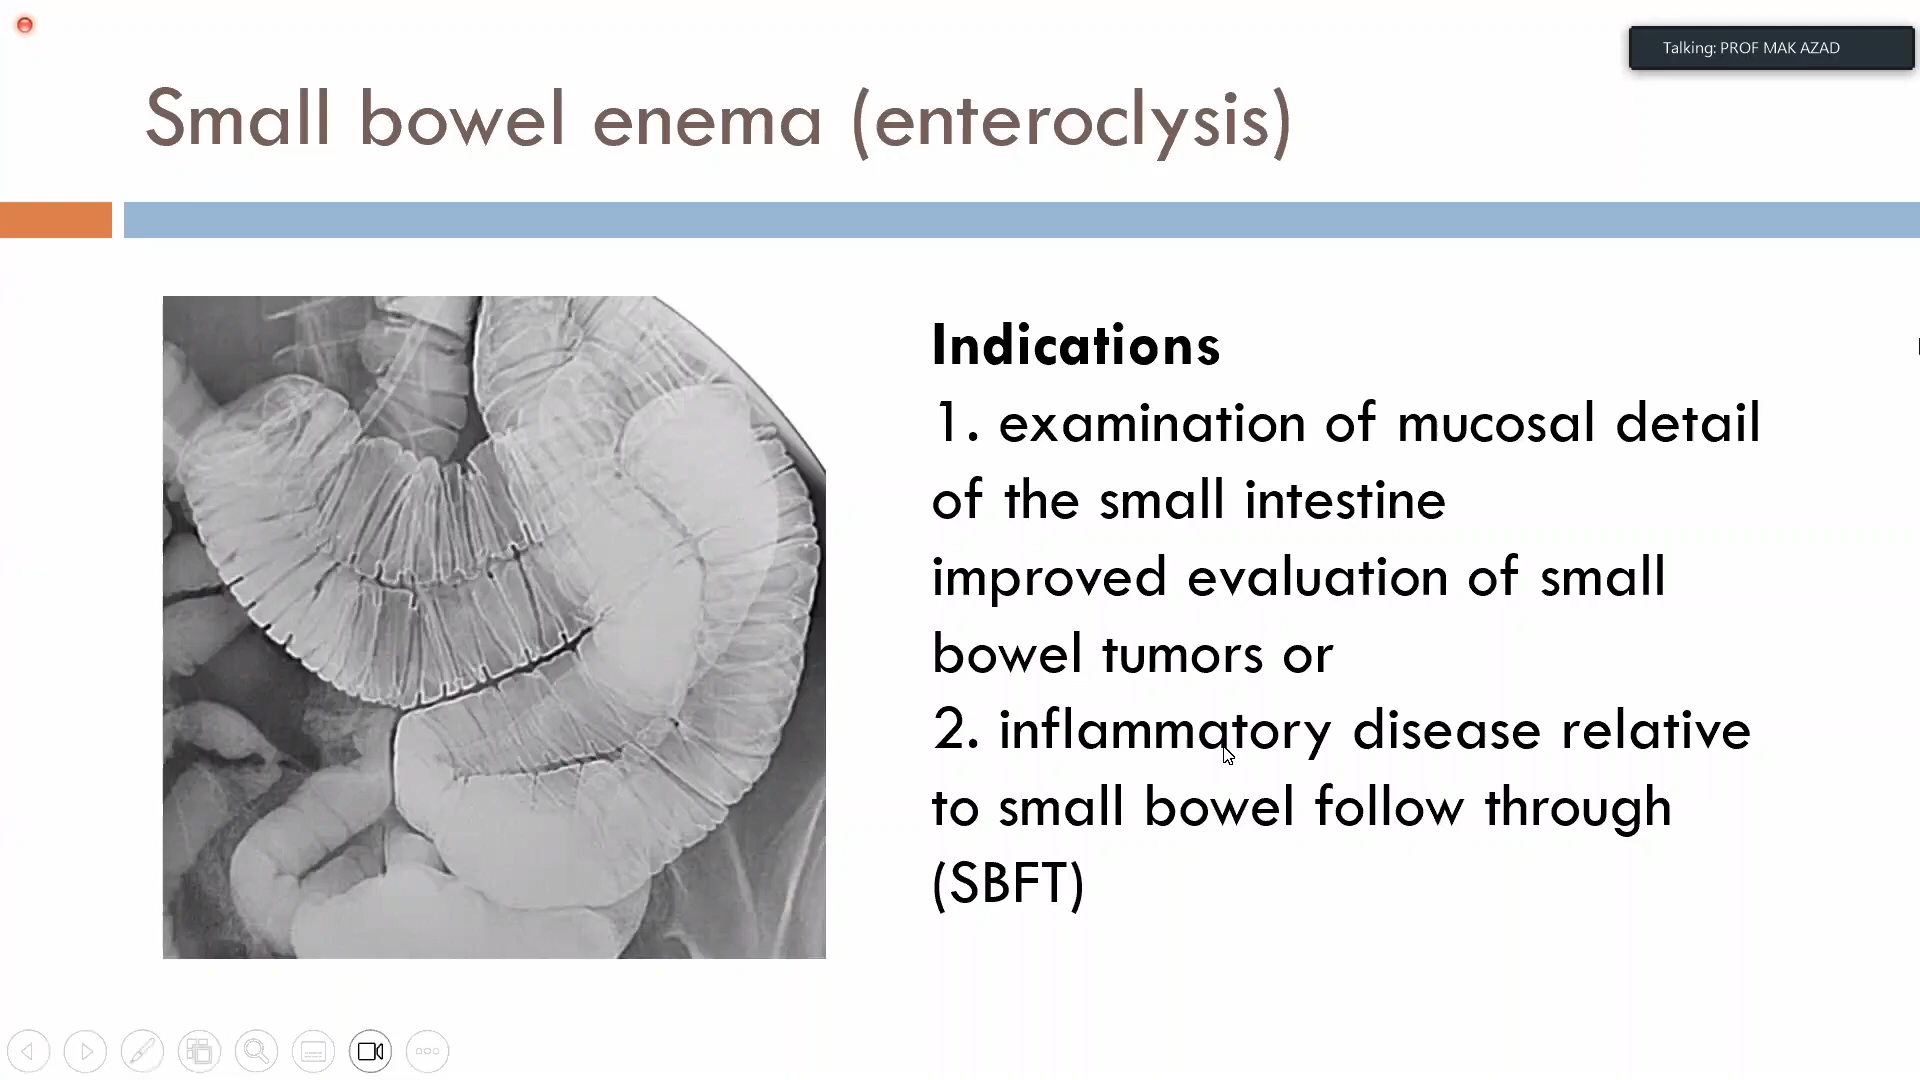 Talking: PROF MAK AZAD
Small bowel enema (enteroclysis)
Indications
1. examination of mucosal detail
of the small intestine
improved evaluation of small
bowel tumors or
2. inflammatory disease relative
to small bowel follow through
(SBFT)